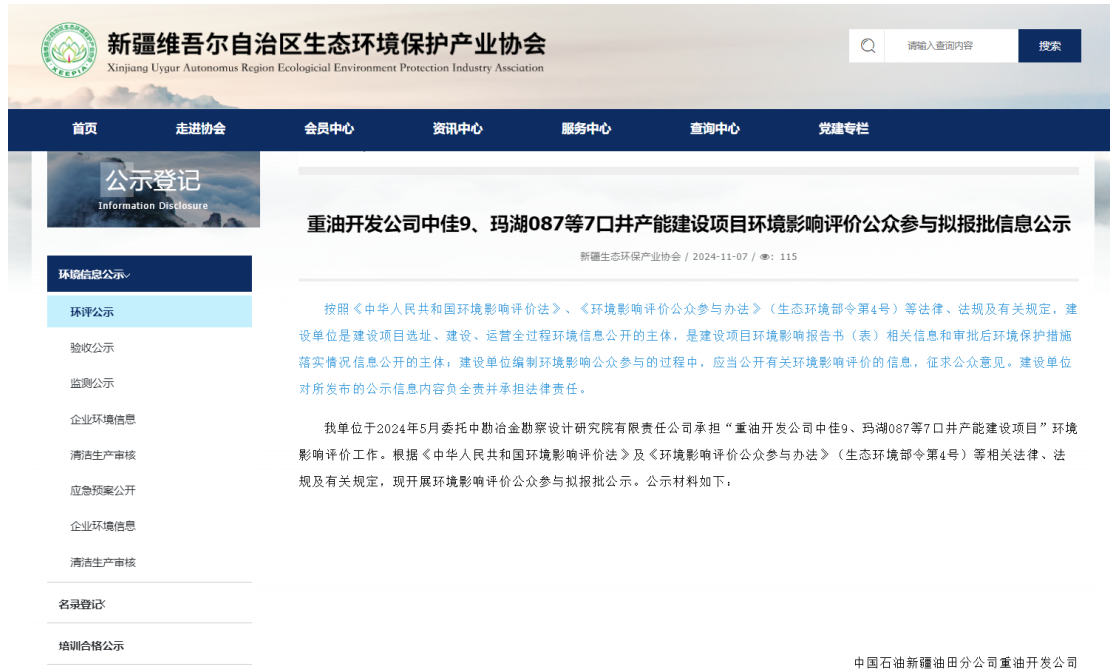 新疆维吾尔自治区生态环境保护产业协会
Xinjiang Uygur Autonomus Region Ecologicial Environment Protection Industry Assciation
XEEPIA
请输入查询内容
搜索
首页
走进协会
会员中心
资讯中心
服务中心
查询中心
党建专栏
公示登记
Information Disclosure
环境信息公示
环评公示
验收公示
监测公示
企业环境信息
清洁生产审核
应急预案公开
企业环境信息
清洁生产审核
名录登记
培训合格公示
重油开发公司中佳9、玛湖087等7口井产能建设项目环境影响评价公众参与拟报批信息公示
新疆生态环保产业协会 / 2024-11-07 / : 115
按照《中华人民共和国环境影响评价法》、《环境影响评价公众参与办法》（生态环境部令第4号）等法律、法规及有关规定，建
设单位是建设项目选址、建设、运营全过程环境信息公开的主体，是建设项目环境影响报告书（表）相关信息和审批后环境保护措施
落实情况信息公开的主体；建设单位编制环境影响公众参与的过程中，应当公开有关环境影响评价的信息，征求公众意见。建设单位
对所发布的公示信息内容负全责并承担法律责任。
我单位于2024年5月委托中勘冶金勘察设计研究院有限责任公司承担“重油开发公司中佳9、玛湖087等7口井产能建设项目”环境
影响评价工作。根据《中华人民共和国环境影响评价法》及《环境影响评价公众参与办法》（生态环境部令第4号）等相关法律、法
规及有关规定，现开展环境影响评价公众参与拟报批公示。公示材料如下：
中国石油新疆油田分公司重油开发公司